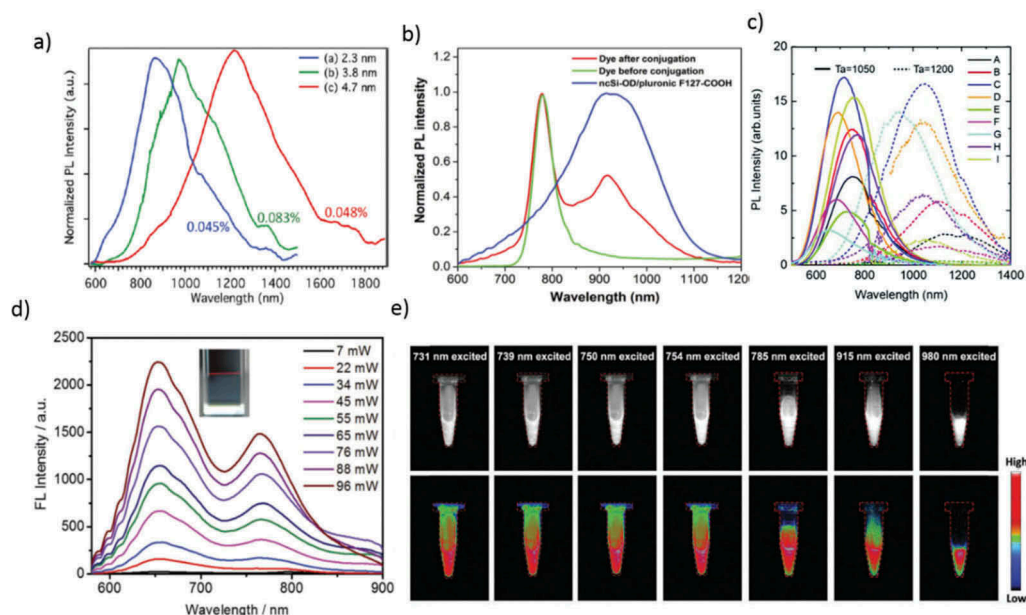 a)
Normalized PL Intensity (a.u.)
(a) 2.3 nm
(b) 3.8 nm
(c) 4.7 nm
0.045%
0.083%
0.048%
600 800 1000 1200 1400 1600 1800
Wavelength (nm)
b)
Normalized PL intensity
Dye after conjugation
Dye before conjugation
ncSi-OD/pluronic F127-COOH
1.2
1.0
0.8
0.6
0.4
0.2
0.0
600 700 800 900 1000 1100 1200
Wavelength (nm)
c)
PL Intensity (arb.units)
20
15
10
5
0
Ta=1050 Ta=1200
A
B
C
D
E
F
G
H
I
600 800 1000 1200 1400
Wavelength (nm)
d)
FL Intensity / a.u.
2500
2000
1500
1000
500
0
7 mW
22 mW
34 mW
45 mW
55 mW
65 mW
76 mW
88 mW
96 mW
600 700 800 900
Wavelength / nm
e)
731 nm excited 739 nm excited 750 nm excited 754 nm excited 785 nm excited 915 nm excited 980 nm excited
High
Low